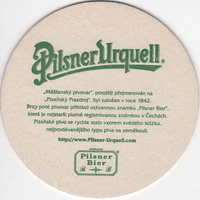 Pilsner Urquell.
„Měšťanský pivovar", později přejmenován na
„Plzeňský Prazdroj", byl založen v roce 1842.
Brzy poté pivovar přihlásil ochrannou známku „Pilsner Bier",
která je nejstarší platně registrovanou známkou v Čechách.
Plzeňské pivo se rychle stalo vzorem světlého ležáku,
nejprodávanějšího typu piva na zeměkouli.
http://www.Pilsner-Urquell.com
Pilsner
Bier